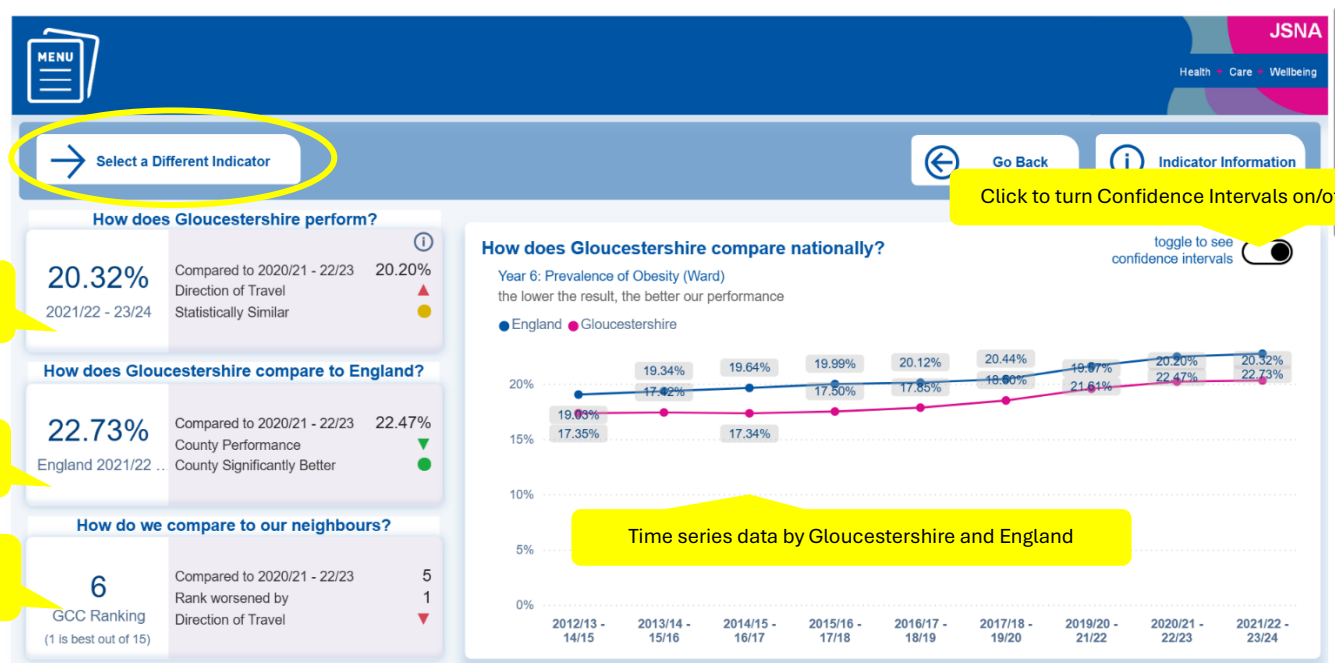 MENU
JSNA
Health • Care • Wellbeing
Select a Different Indicator
Go Back
Indicator Information
Click to turn Confidence Intervals on/of
How does Gloucestershire perform?
20.32%
2021/22 - 23/24
Compared to 2020/21 - 22/23 20.20%
Direction of Travel
Statistically Similar
How does Gloucestershire compare to England?
22.73%
England 2021/22 ...
Compared to 2020/21 - 22/23 22.47%
County Performance
County Significantly Better
How do we compare to our neighbours?
6
GCC Ranking
(1 is best out of 15)
Compared to 2020/21 - 22/23 5
Rank worsened by 1
Direction of Travel
How does Gloucestershire compare nationally?
toggle to see
confidence intervals
Year 6: Prevalence of Obesity (Ward)
the lower the result, the better our performance
England Gloucestershire
19.34% 19.64% 19.99% 20.12% 20.44% 19.67% 20.20% 20.32%
20% 17.42% 17.50% 17.85% 18.60% 21.61% 22.47% 22.73%
19.03%
15% 17.35% 17.34%
10%
Time series data by Gloucestershire and England
5%
0%
2012/13 - 2013/14 - 2014/15 - 2015/16 - 2016/17 - 2017/18 - 2019/20 - 2020/21 - 2021/22 -
14/15 15/16 16/17 17/18 18/19 19/20 21/22 22/23 23/24